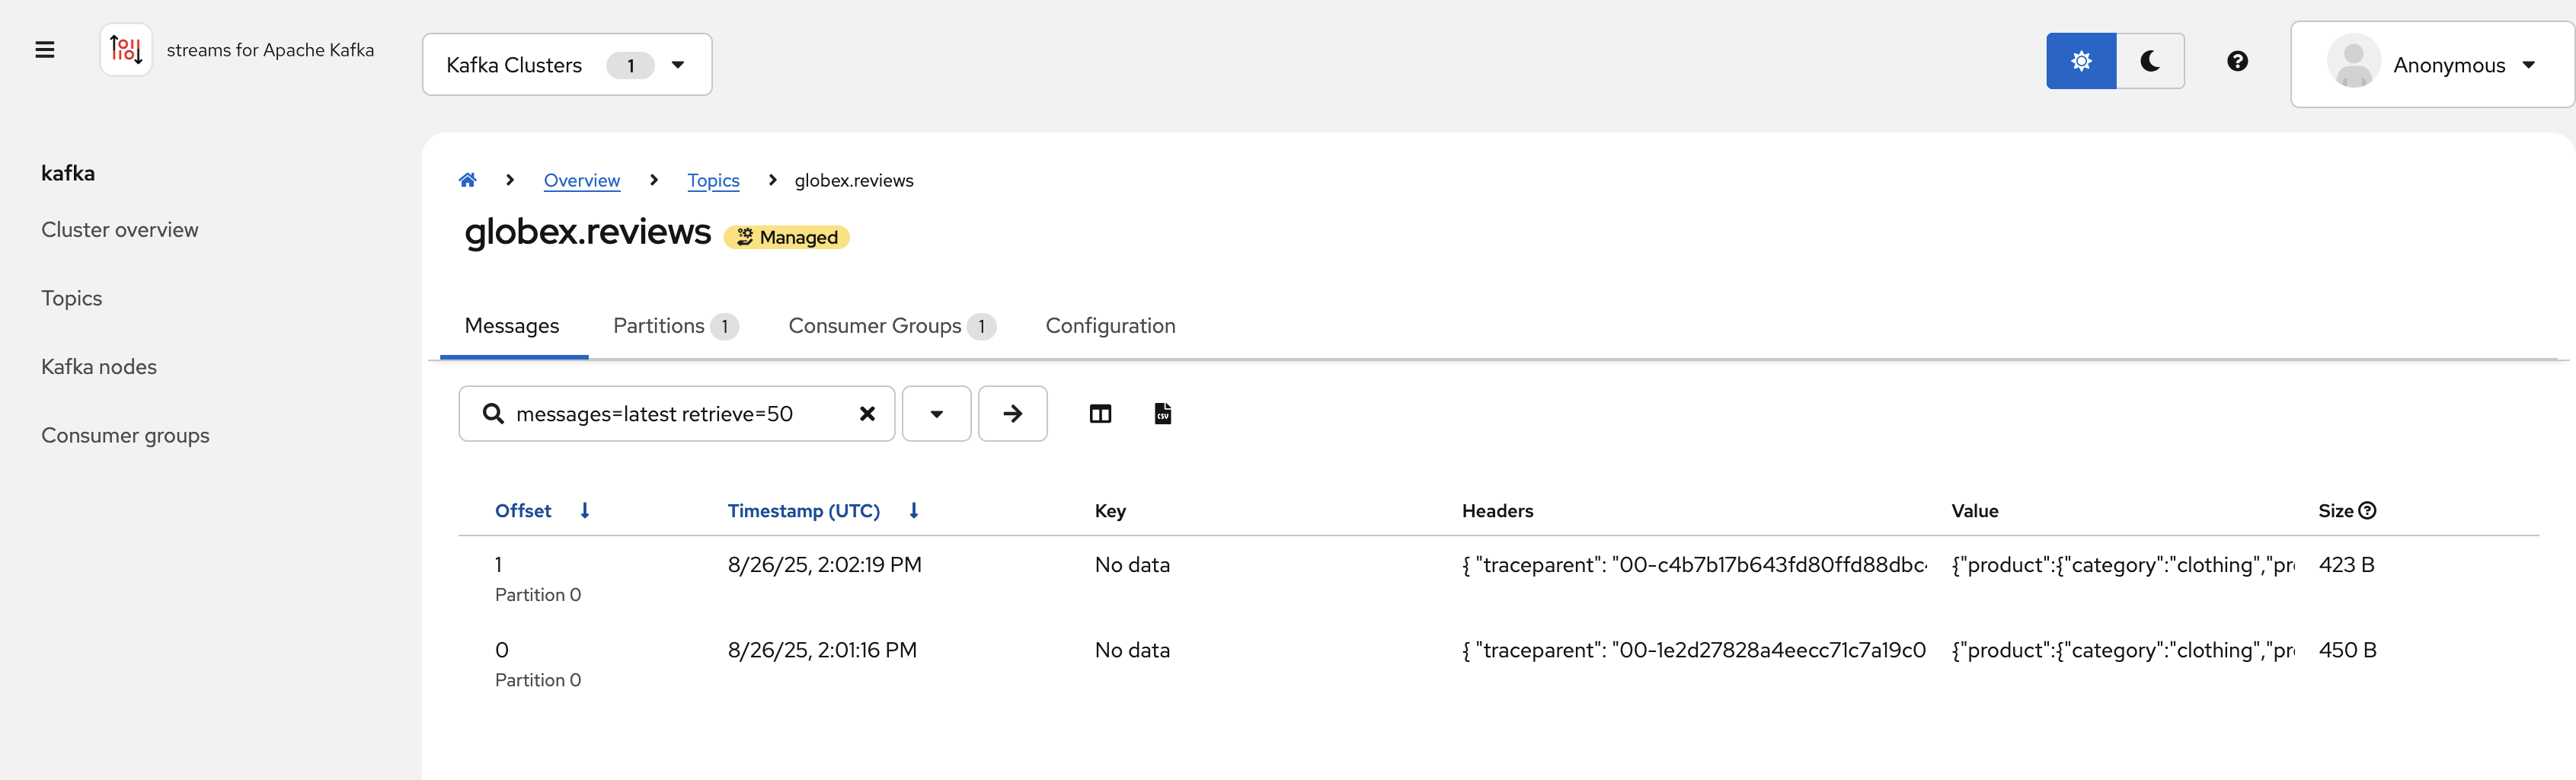 streams for Apache Kafka
Kafka Clusters 1
Anonymous
kafka
Cluster overview
Topics
Kafka nodes
Consumer groups
Overview Topics globex.reviews
globex.reviews Managed
Messages Partitions 1 Consumer Groups 1 Configuration
messages=latest retrieve=50
CSV
Offset Timestamp (UTC) Key Headers Value Size
1 8/26/25, 2:02:19 PM No data { "traceparent": "00-c4b7b17b643fd80ffd88dbc {"product":{"category":"clothing","pr 423 B
Partition 0
0 8/26/25, 2:01:16 PM No data { "traceparent": "00-1e2d27828a4eecc71c7a19c0 {"product":{"category":"clothing","pr 450 B
Partition 0